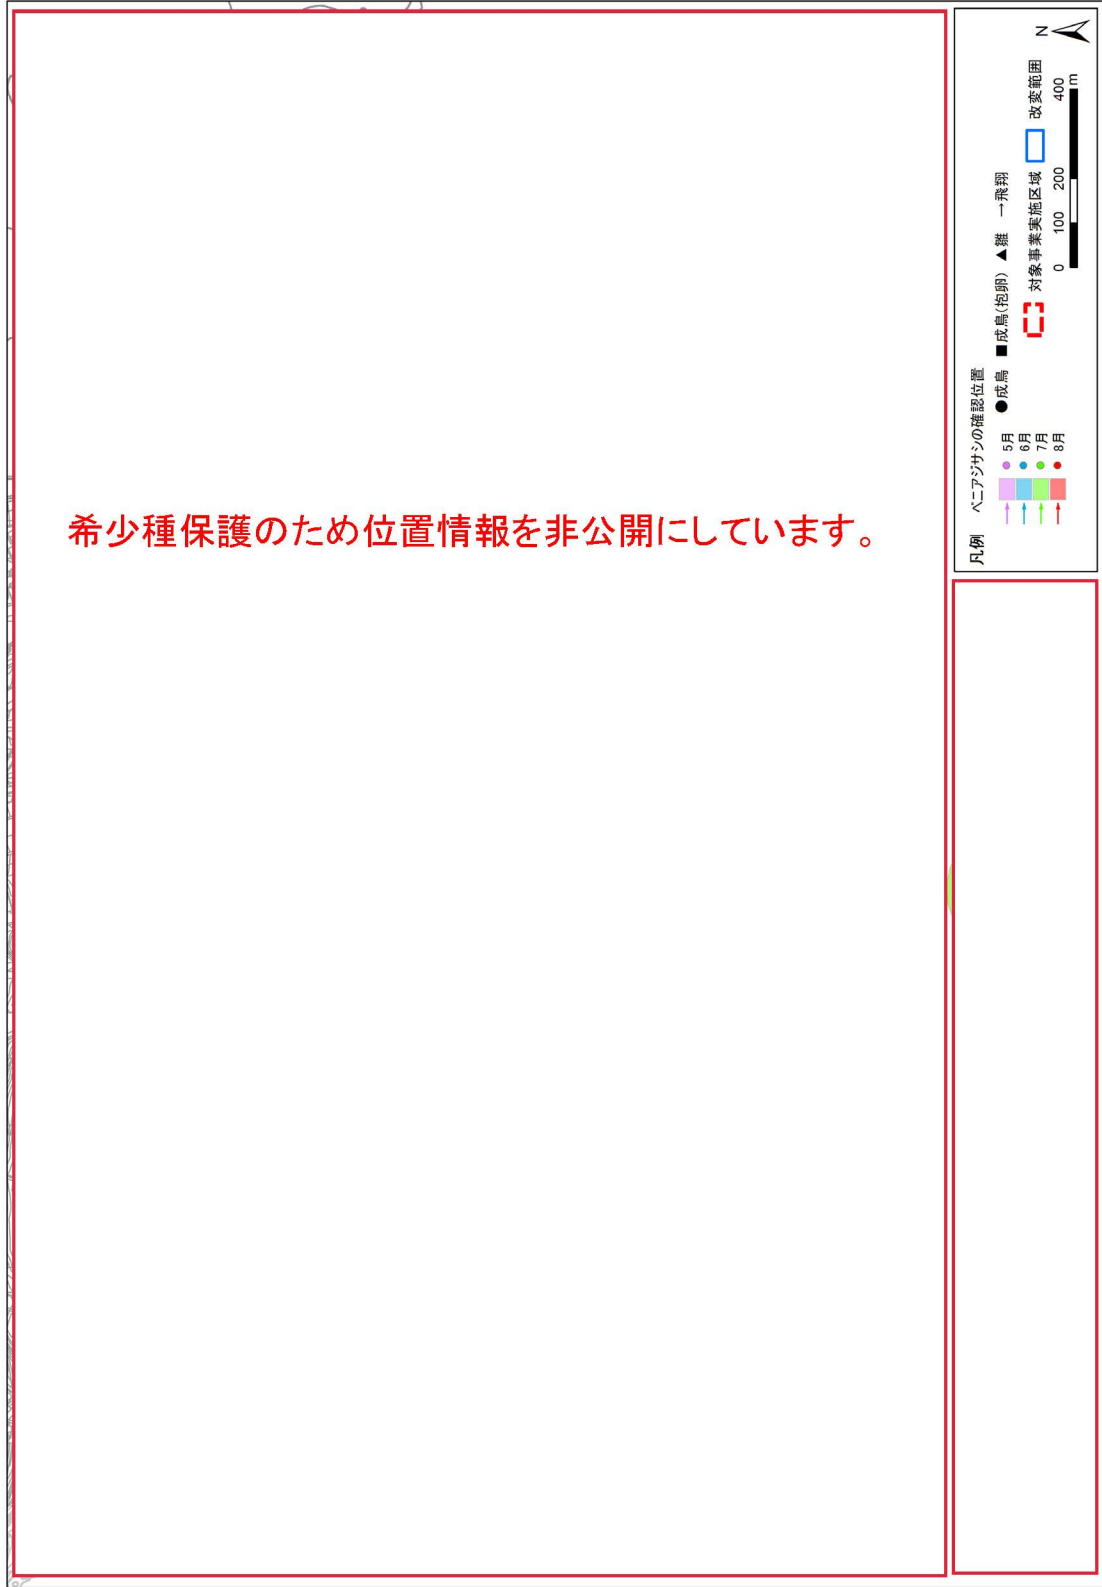 希少種保護のため位置情報を非公開にしています。
凡例 ベニアジサシの確認位置
5月 ●成鳥 ■成鳥(抱卵) ▲雛 →飛翔
6月
7月
8月
対象事業実施区域 改変範囲
0 100 200 400
m
N